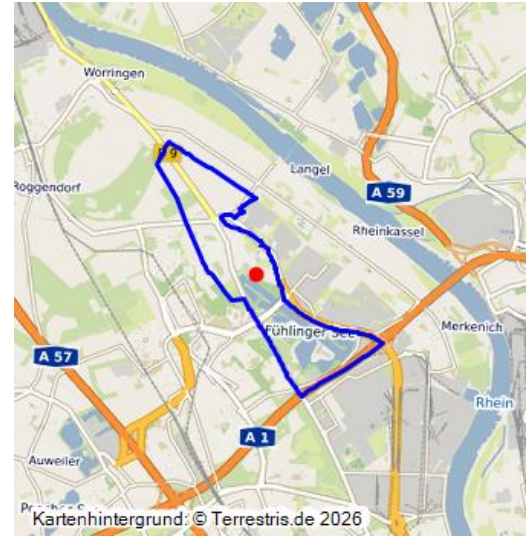 Worringen
B 9
Langel
Roggendorf
A 59
Rheinkassel
Fühlinger See
Merkenich
A 57
Rhein
A 1
Auweiler
Kartenhintergrund: © Terrestris.de 2026